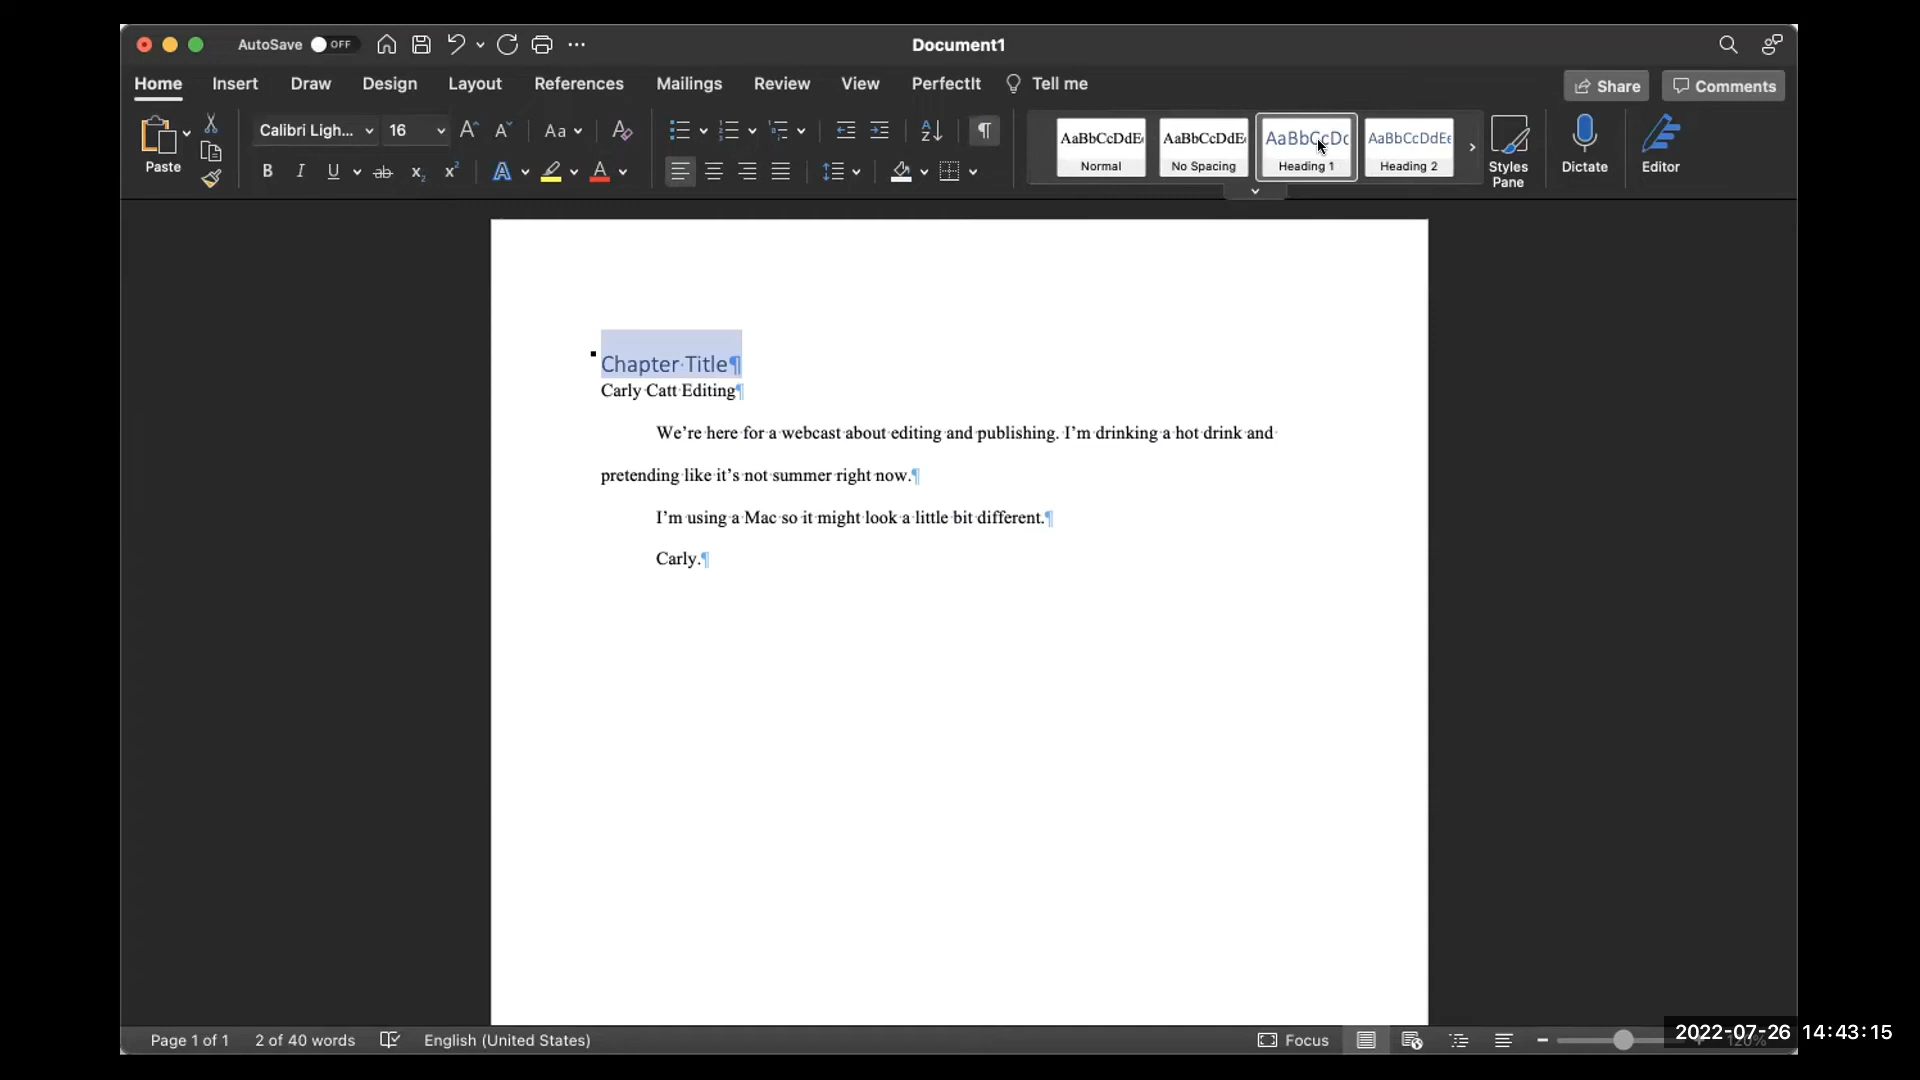 AutoSave OFF Document1
Home Insert Draw Design Layout References Mailings Review View PerfectIt Tell me Share Comments
Calibri Ligh... 16 Aa
Paste
AaBbCcDdE AaBbCcDdE AaBbCcDc AaBbCcDdEe
Normal No Spacing Heading 1 Heading 2
Styles Pane
Dictate
Editor
Chapter Title¶
Carly Catt Editing¶
We’re here for a webcast about editing and publishing. I’m drinking a hot drink and
pretending like it’s not summer right now.¶
I’m using a Mac so it might look a little bit different.¶
Carly.¶
Page 1 of 1 2 of 40 words English (United States) Focus 120%
2022-07-26 14:43:15